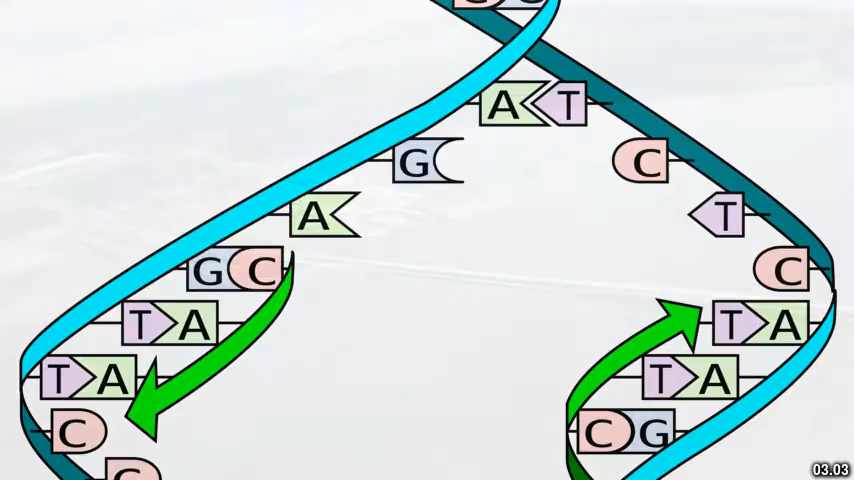 A T
G C
A T
G C C
T A T A
T A T A
C C G
C
03.03